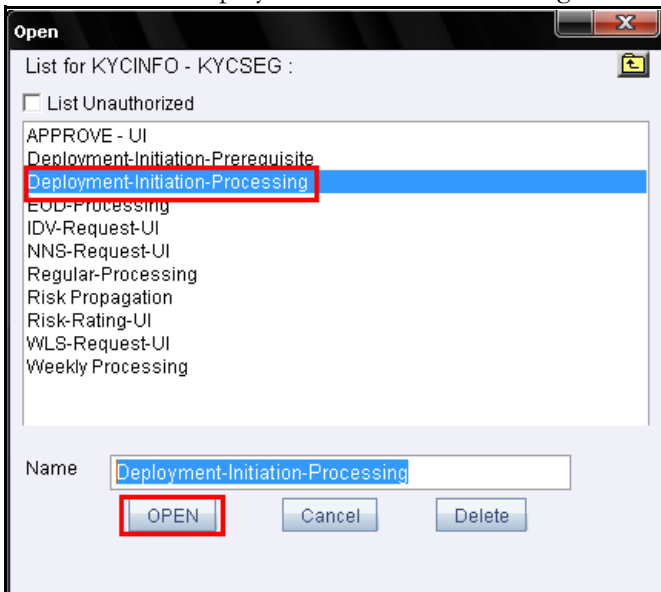 Open
List for KYCINFO - KYCSEG :
List Unauthorized
APPROVE - UI
Deployment-Initiation-Prerequisite
Deployment-Initiation-Processing
EOD-Processing
IDV-Request-UI
NNS-Request-UI
Regular-Processing
Risk Propagation
Risk-Rating-UI
WLS-Request-UI
Weekly Processing
Name Deployment-Initiation-Processing
OPEN Cancel Delete